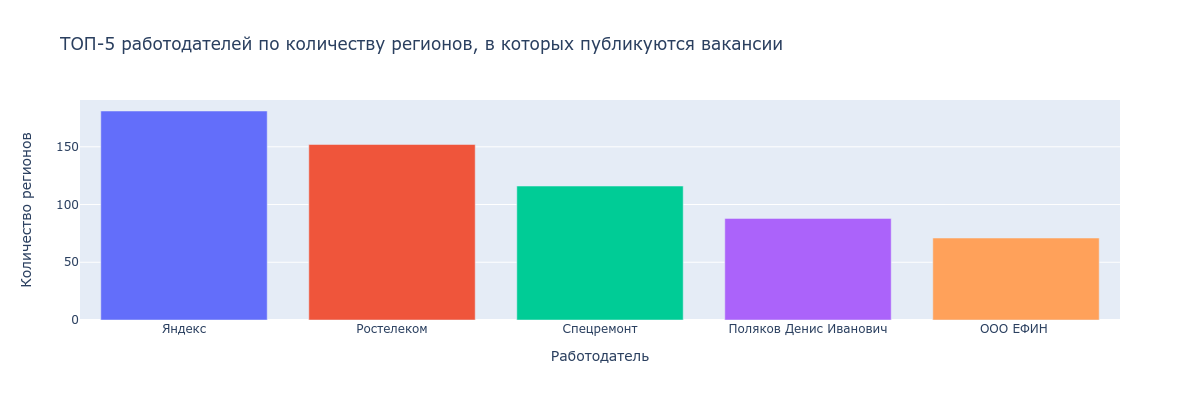 ТОП-5 работодателей по количеству регионов, в которых публикуются вакансии
Количество регионов
150
100
50
0
Яндекс
Ростелеком
Спецремонт
Поляков Денис Иванович
ООО ЕФИН
Работодатель